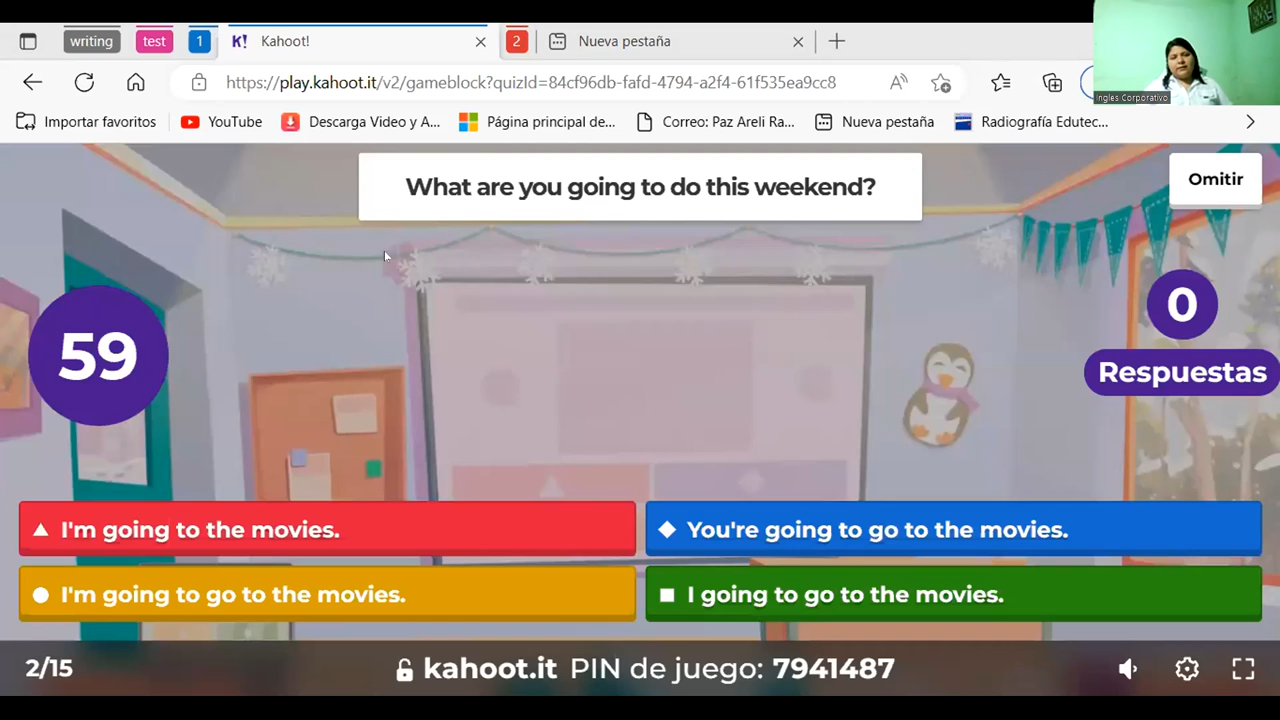 writing
test
1
K! Kahoot!
2
Nueva pestaña
https://play.kahoot.it/v2/gameblock?quizId=84cf96db-fafd-4794-a2f4-61f535ea9cc8
Ingles Corporativo
Importar favoritos
YouTube
Descarga Video y A...
Página principal de...
Correo: Paz Areli Ra...
Nueva pestaña
Radiografía Edutec...
What are you going to do this weekend?
Omitir
59
0
Respuestas
I'm going to the movies.
You're going to go to the movies.
I'm going to go to the movies.
I going to go to the movies.
2/15
kahoot.it PIN de juego: 7941487